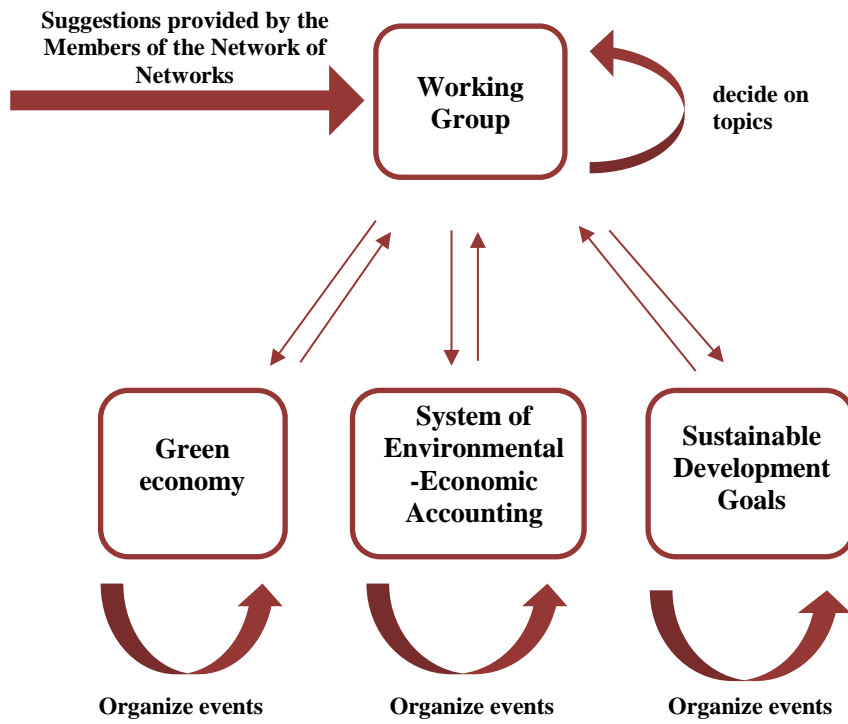 Suggestions provided by the
Members of the Network of
Networks
Working
Group
decide on
topics
Green
economy
System of
Environmental
-Economic
Accounting
Sustainable
Development
Goals
Organize events
Organize events
Organize events